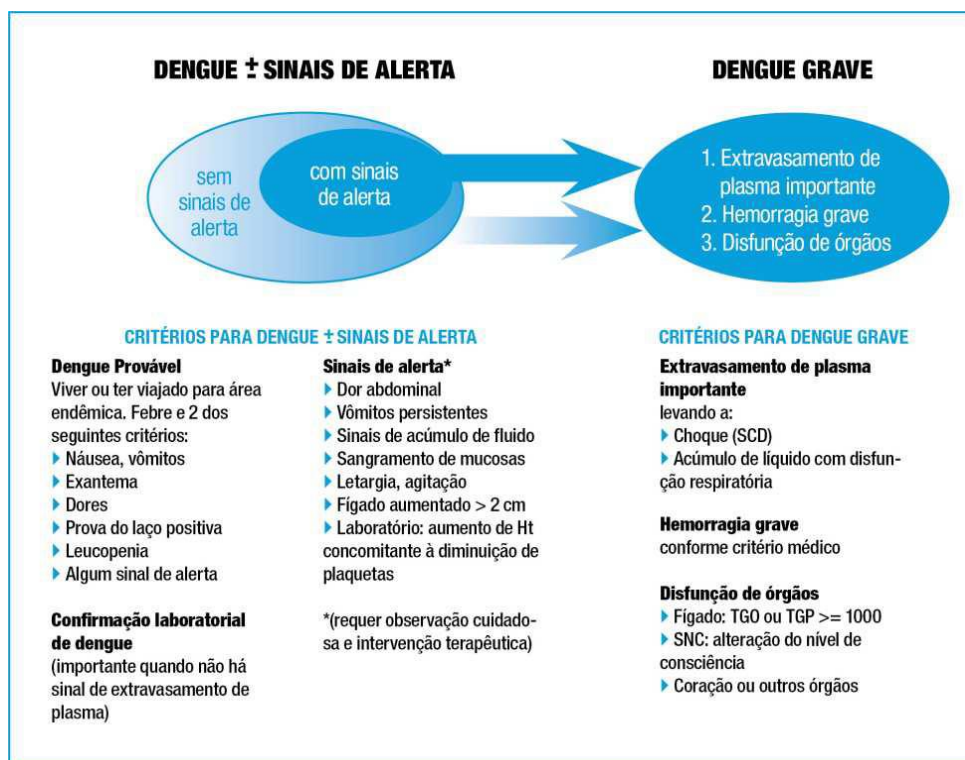 DENGUE ± SINAIS DE ALERTA
DENGUE GRAVE
sem
sinais de
alerta
com sinais
de alerta
1. Extravasamento de
plasma importante
2. Hemorragia grave
3. Disfunção de órgãos
CRITÉRIOS PARA DENGUE ± SINAIS DE ALERTA
Dengue Provável
Viver ou ter viajado para área
endêmica. Febre e 2 dos
seguintes critérios:
Náusea, vômitos
Exantema
Dores
Prova do laço positiva
Leucopenia
Algum sinal de alerta
Confirmação laboratorial
de dengue
(importante quando não há
sinal de extravasamento de
plasma)
Sinais de alerta*
Dor abdominal
Vômitos persistentes
Sinais de acúmulo de fluido
Sangramento de mucosas
Letargia, agitação
Fígado aumentado > 2 cm
Laboratório: aumento de Ht
concomitante à diminuição de
plaquetas
*(requer observação cuidado-
sa e intervenção terapêutica)
CRITÉRIOS PARA DENGUE GRAVE
Extravasamento de plasma
importante
levando a:
Choque (SCD)
Acúmulo de líquido com disfun-
ção respiratória
Hemorragia grave
conforme critério médico
Disfunção de órgãos
Fígado: TGO ou TGP >= 1000
SNC: alteração do nível de
consciência
Coração ou outros órgãos